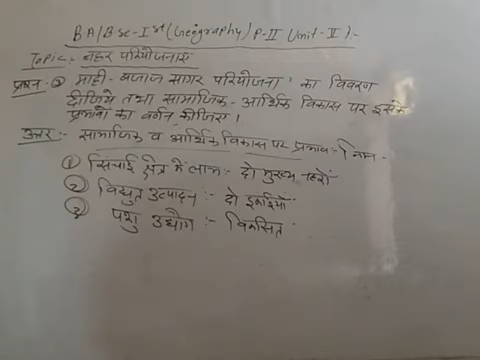 BA/BSc-Ist (Geography) P-II (Unit-II):-
Topic- नहर परियोजनाएं
प्रश्न- ② माही-बजाज सागर परियोजना' का विवरण
दीजिये तथा सामाजिक-आर्थिक विकास पर इसके
प्रभावों का वर्णन कीजिए।
उत्तर:- सामाजिक व आर्थिक विकास पर प्रभाव:- निम्न-
① सिंचाई क्षेत्र में लाभ:- दो मुख्य नहरों
② विद्युत उत्पादन:- दो इकाईयों
③ पशु उद्योग:- विकसित